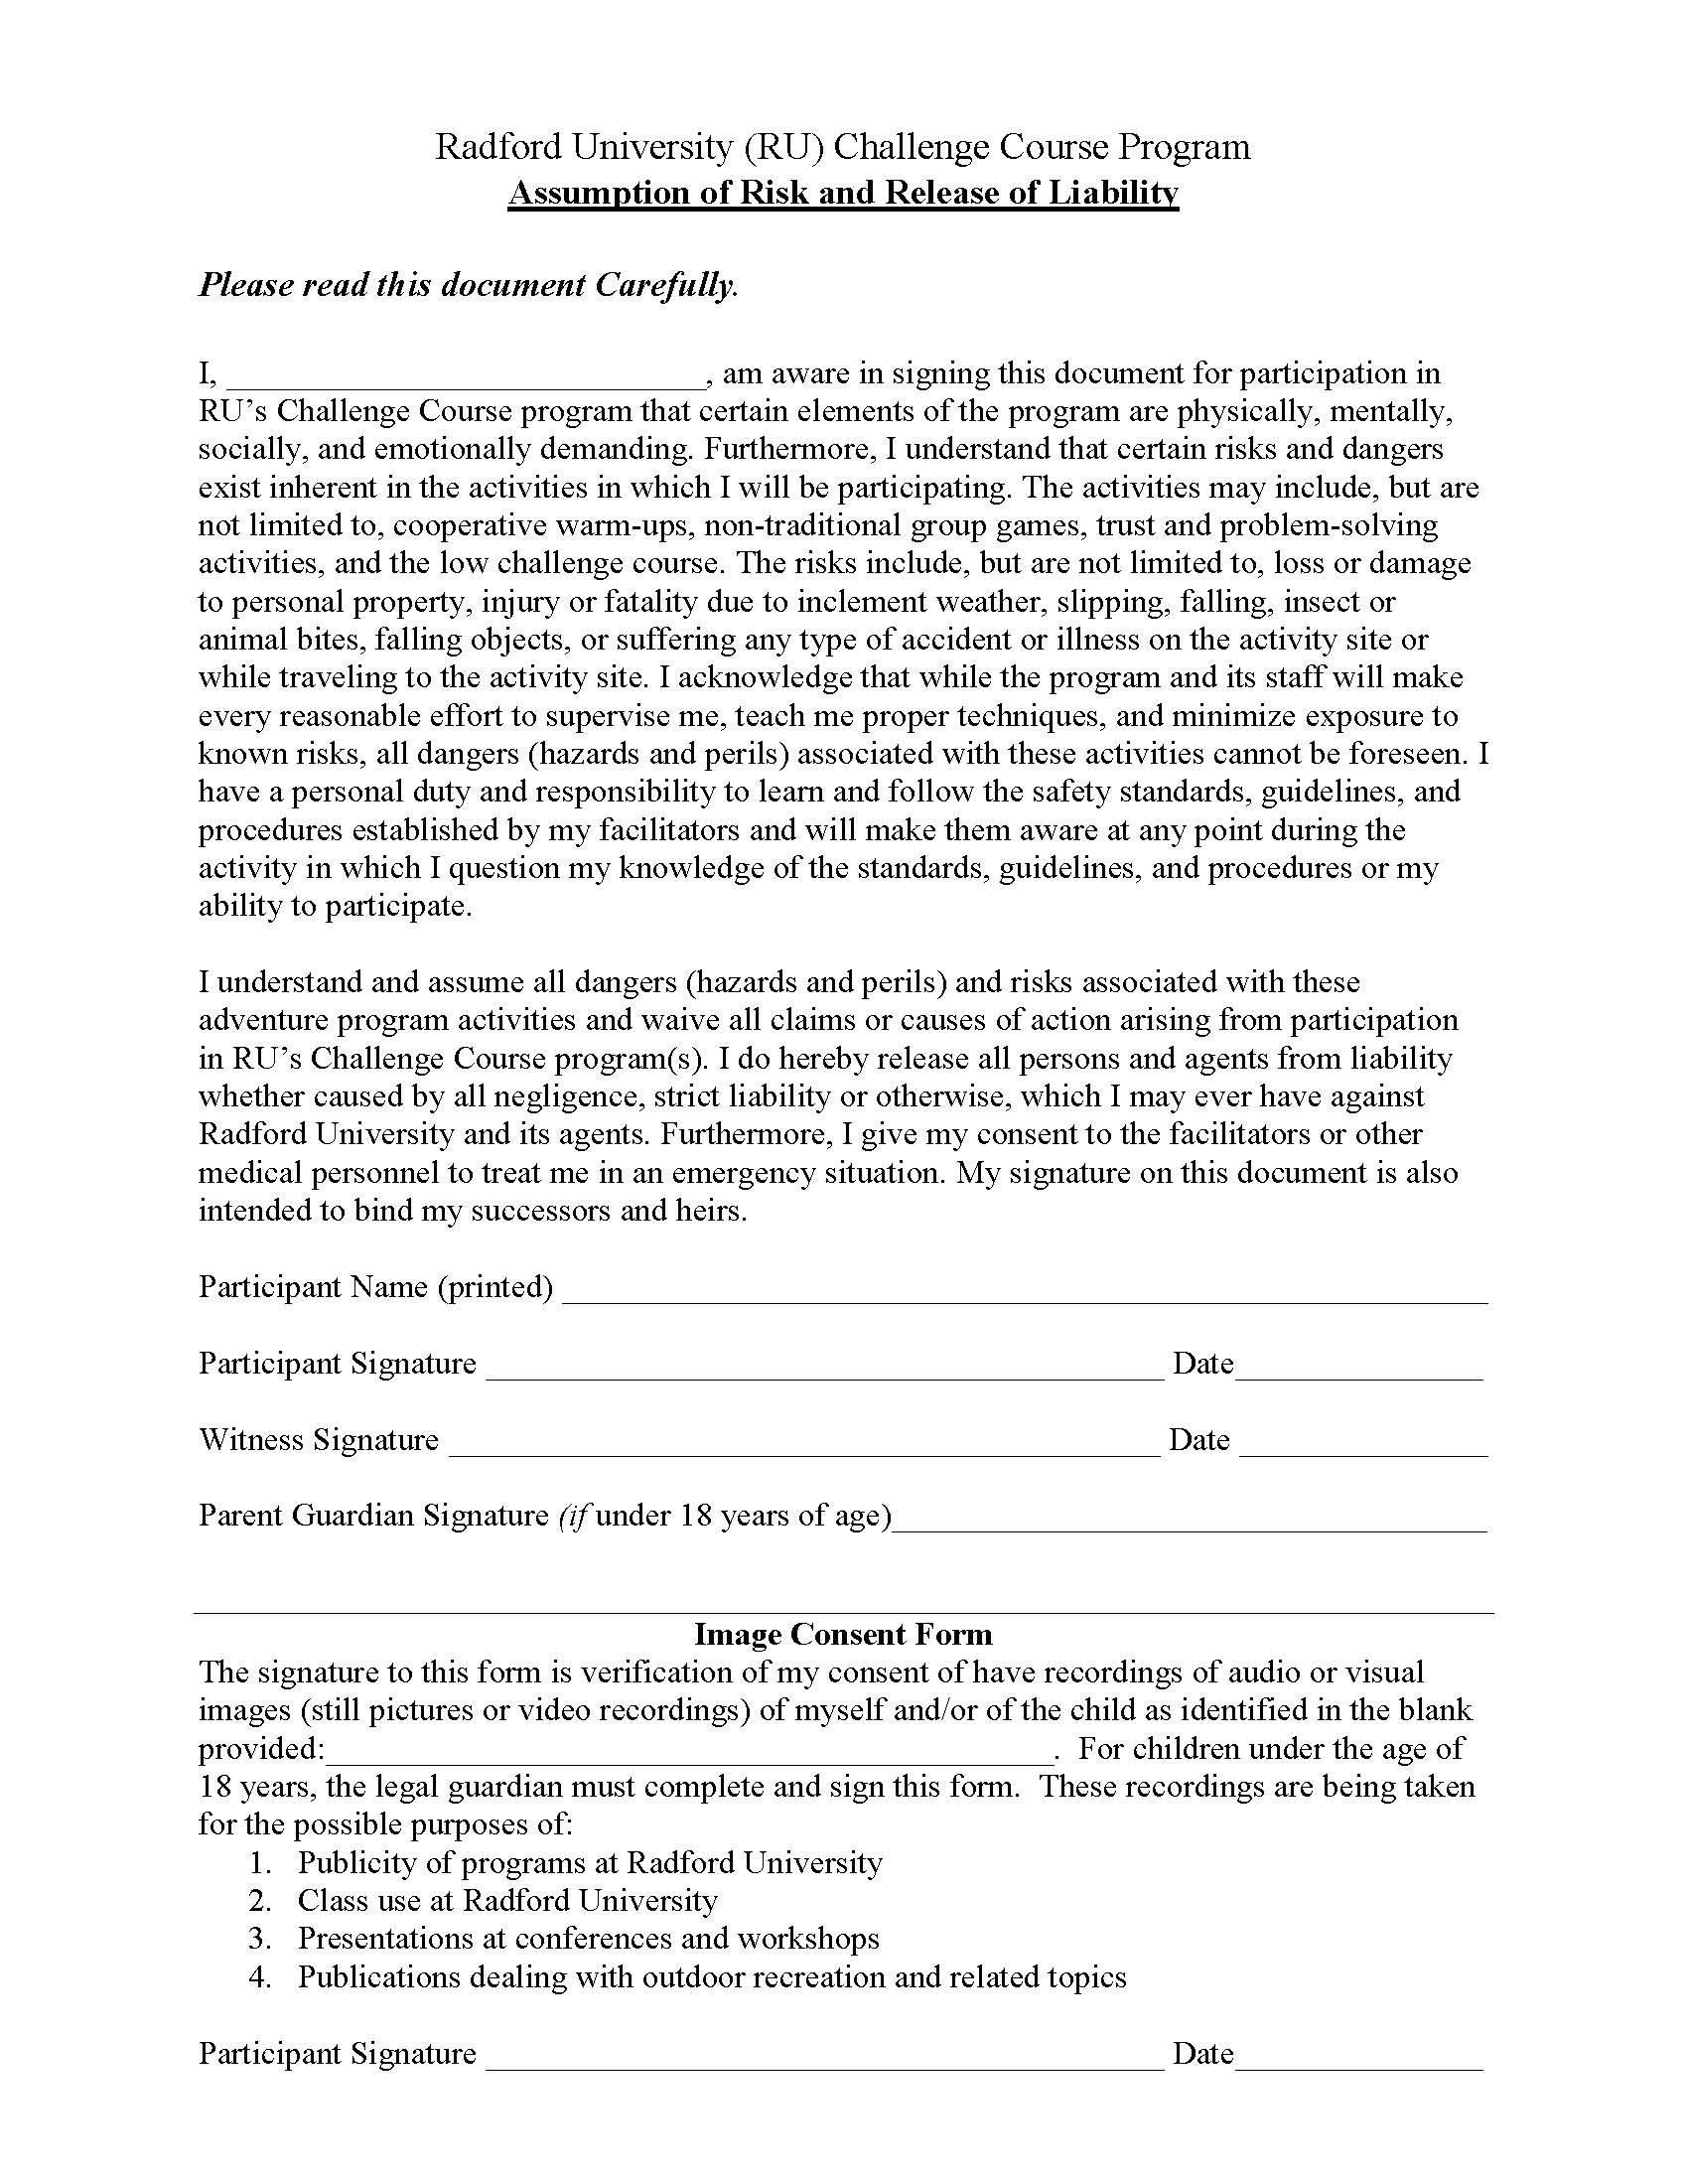 Radford University (RU) Challenge Course Program
Assumption of Risk and Release of Liability
Please read this document Carefully.
I, ____________________________, am aware in signing this document for participation in
RU’s Challenge Course program that certain elements of the program are physically, mentally,
socially, and emotionally demanding. Furthermore, I understand that certain risks and dangers
exist inherent in the activities in which I will be participating. The activities may include, but are
not limited to, cooperative warm-ups, non-traditional group games, trust and problem-solving
activities, and the low challenge course. The risks include, but are not limited to, loss or damage
to personal property, injury or fatality due to inclement weather, slipping, falling, insect or
animal bites, falling objects, or suffering any type of accident or illness on the activity site or
while traveling to the activity site. I acknowledge that while the program and its staff will make
every reasonable effort to supervise me, teach me proper techniques, and minimize exposure to
known risks, all dangers (hazards and perils) associated with these activities cannot be foreseen. I
have a personal duty and responsibility to learn and follow the safety standards, guidelines, and
procedures established by my facilitators and will make them aware at any point during the
activity in which I question my knowledge of the standards, guidelines, and procedures or my
ability to participate.
I understand and assume all dangers (hazards and perils) and risks associated with these
adventure program activities and waive all claims or causes of action arising from participation
in RU’s Challenge Course program(s). I do hereby release all persons and agents from liability
whether caused by all negligence, strict liability or otherwise, which I may ever have against
Radford University and its agents. Furthermore, I give my consent to the facilitators or other
medical personnel to treat me in an emergency situation. My signature on this document is also
intended to bind my successors and heirs.
Participant Name (printed) ______________________________________________________
Participant Signature ________________________________________ Date_______________
Witness Signature __________________________________________ Date _______________
Parent Guardian Signature (if under 18 years of age)___________________________________
Image Consent Form
The signature to this form is verification of my consent of have recordings of audio or visual
images (still pictures or video recordings) of myself and/or of the child as identified in the blank
provided:___________________________________________. For children under the age of
18 years, the legal guardian must complete and sign this form. These recordings are being taken
for the possible purposes of:
1. Publicity of programs at Radford University
2. Class use at Radford University
3. Presentations at conferences and workshops
4. Publications dealing with outdoor recreation and related topics
Participant Signature ________________________________________ Date_______________